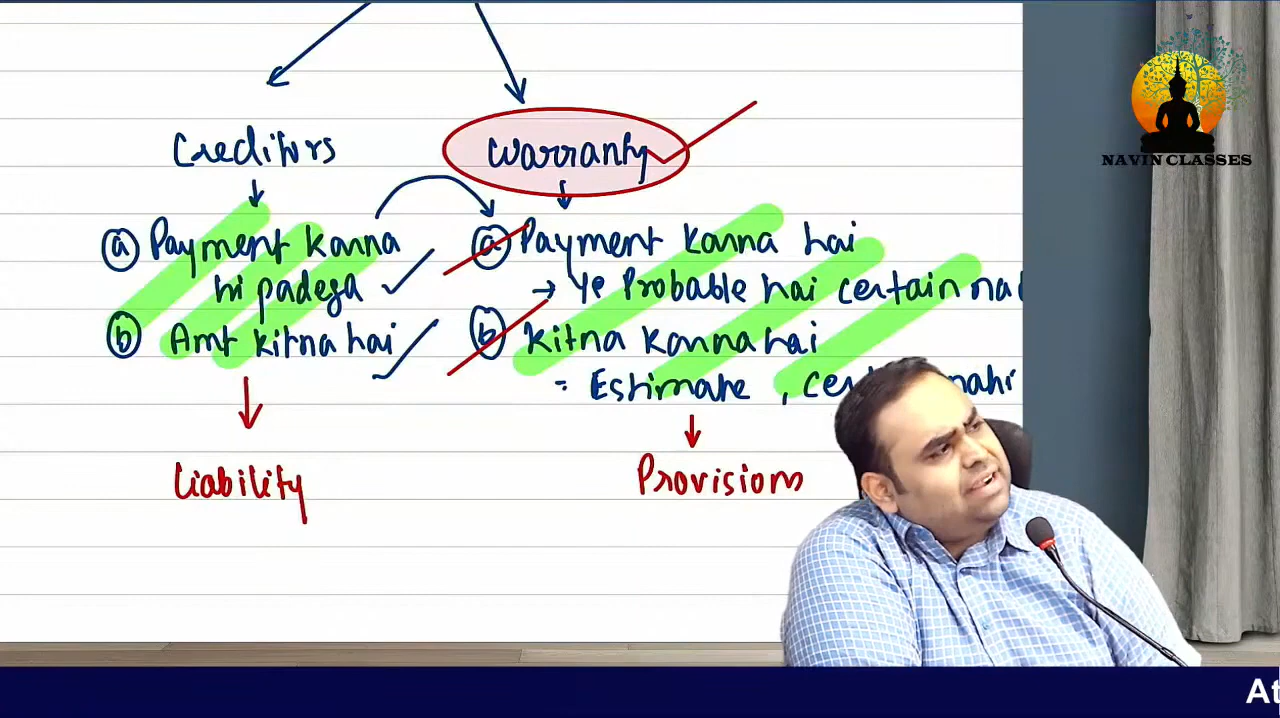 NAVIN CLASSES
Creditors
Warranty
(a) Payment karna
hi padega
(b) Amt kitna hai
Liability
(a) Payment karna hai
→ Ye Probable hai certain
(b) Kitna karna hai
= Estimate,
Provision
At